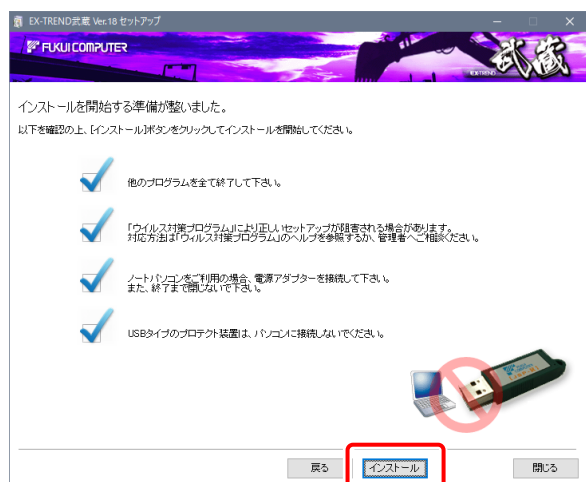 EX-TREND武蔵 Ver.18 セットアップ
FUKUI COMPUTER
EX-TREND 武蔵
インストールを開始する準備が整いました。
以下を確認の上、[インストール]ボタンをクリックしてインストールを開始してください。
他のプログラムを全て終了して下さい。
「ウイルス対策プログラム」により正しいセットアップが阻害される場合があります。
対応方法は「ウィルス対策プログラム」のヘルプを参照するか、管理者へご相談ください。
ノートパソコンをご利用の場合、電源アダプターを接続して下さい。
また、終了まで閉じないで下さい。
USBタイプのプロテクト装置は、パソコンに接続しないでください。
戻る
インストール
閉じる